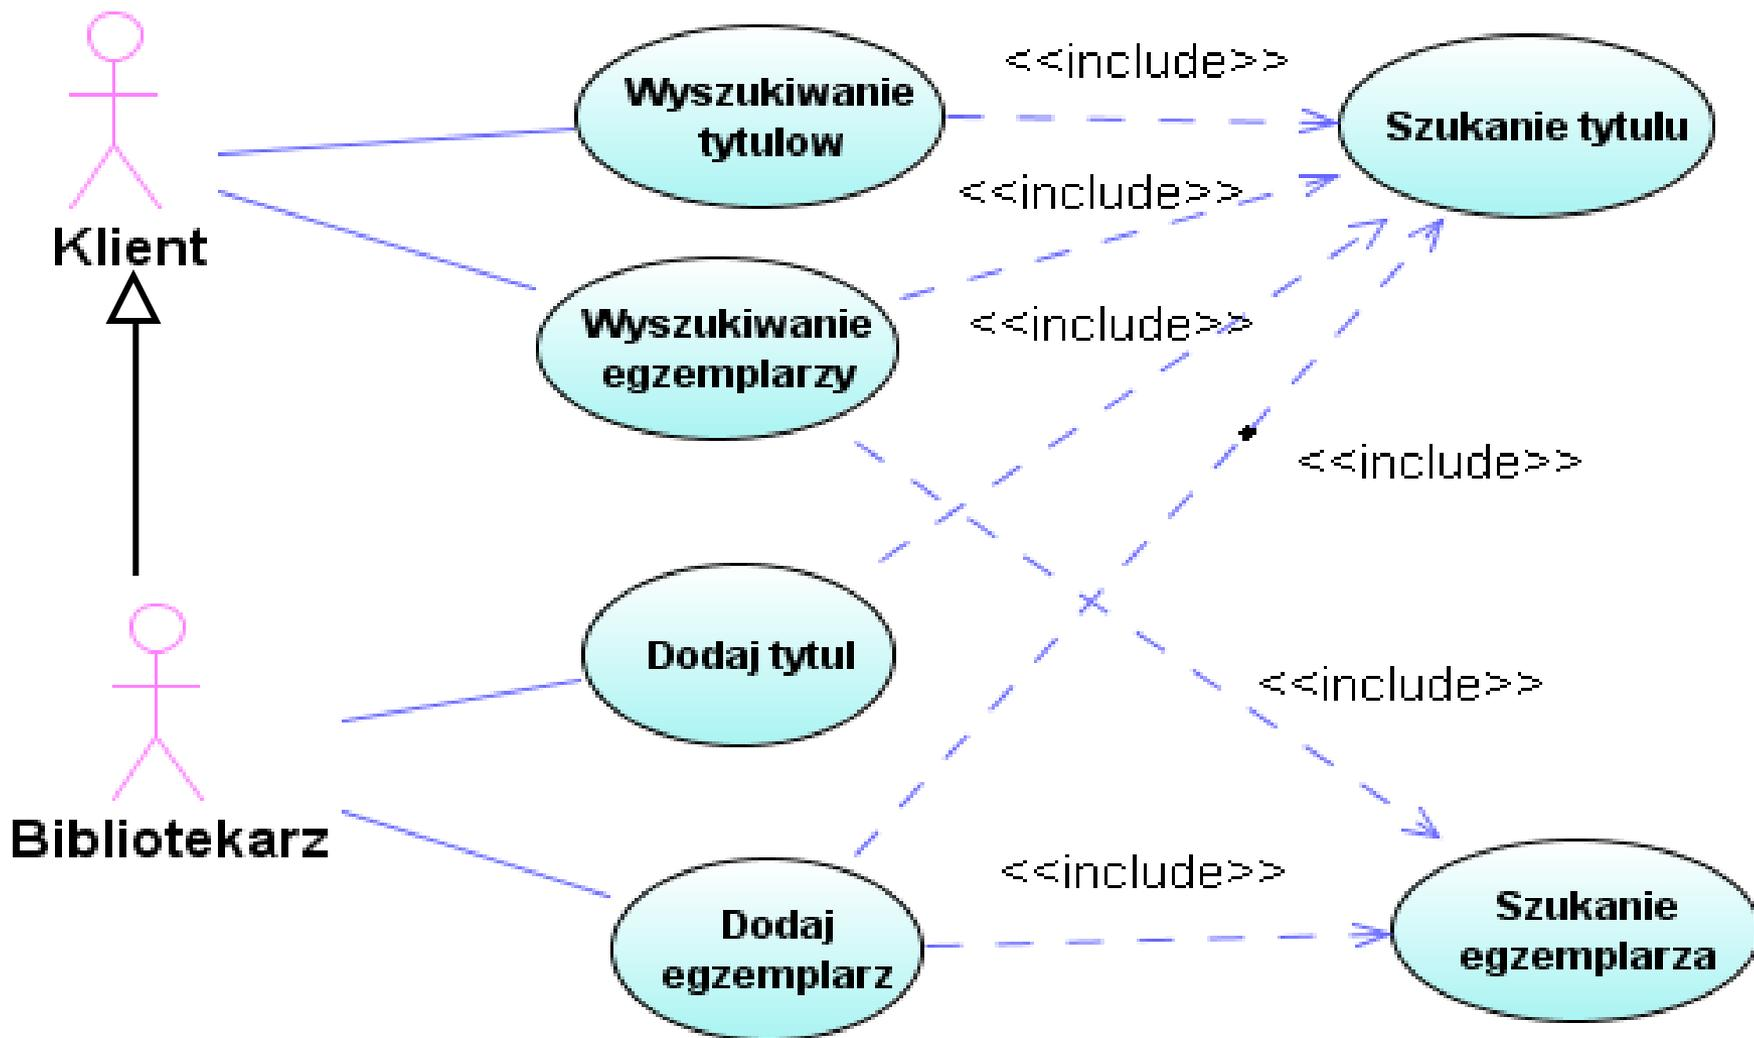 <<include>>
Wyszukiwanie
tytulow
Szukanie tytulu
<<include>>
Klient
Wyszukiwanie
egzemplarzy
<<include>>
<<include>>
Dodaj tytul
<<include>>
Bibliotekarz
<<include>>
Dodaj
egzemplarz
Szukanie
egzemplarza